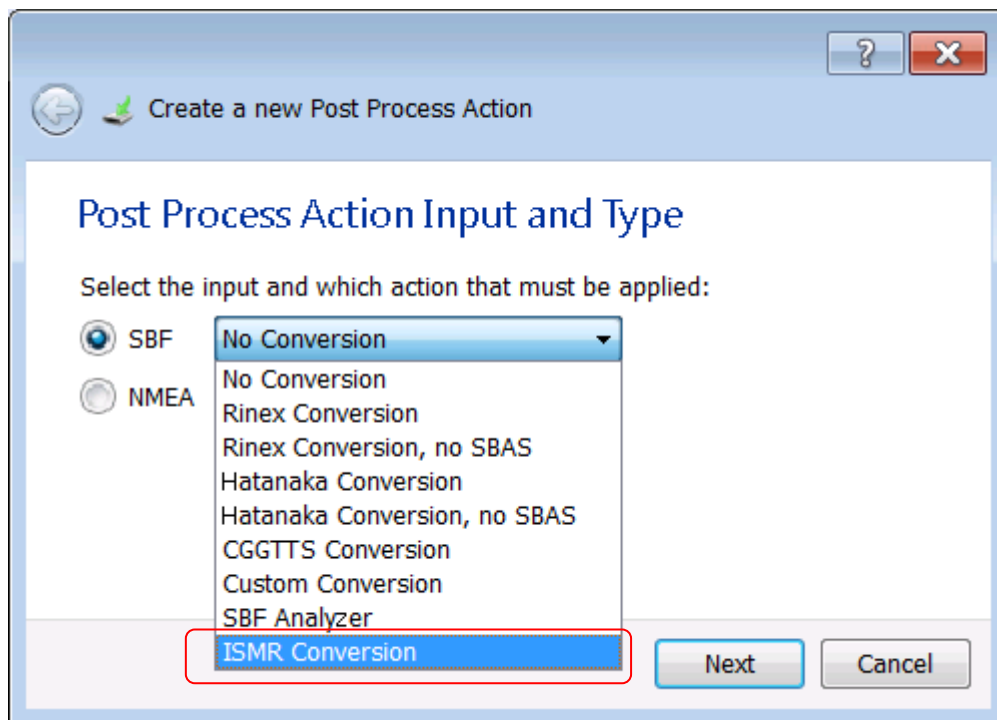 ?
Create a new Post Process Action
Post Process Action Input and Type
Select the input and which action that must be applied:
SBF
No Conversion
NMEA
No Conversion
Rinex Conversion
Rinex Conversion, no SBAS
Hatanaka Conversion
Hatanaka Conversion, no SBAS
CGGTTS Conversion
Custom Conversion
SBF Analyzer
ISMR Conversion
Next
Cancel